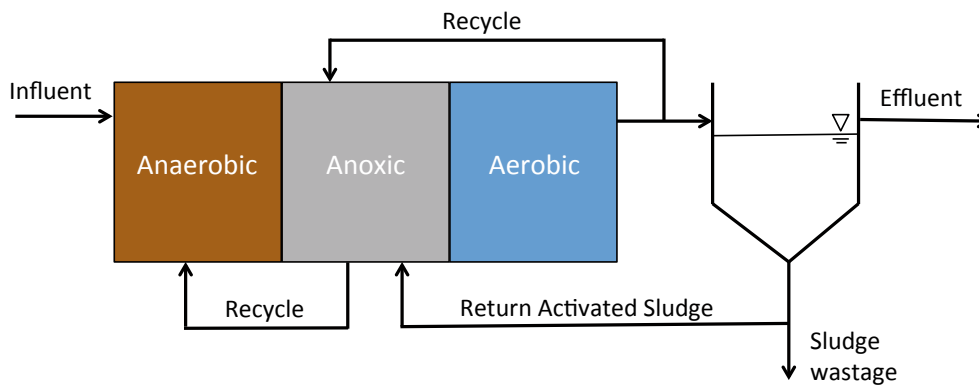 Recycle
Influent
Effluent
Anaerobic
Anoxic
Aerobic
Recycle
Return Activated Sludge
Sludge
wastage